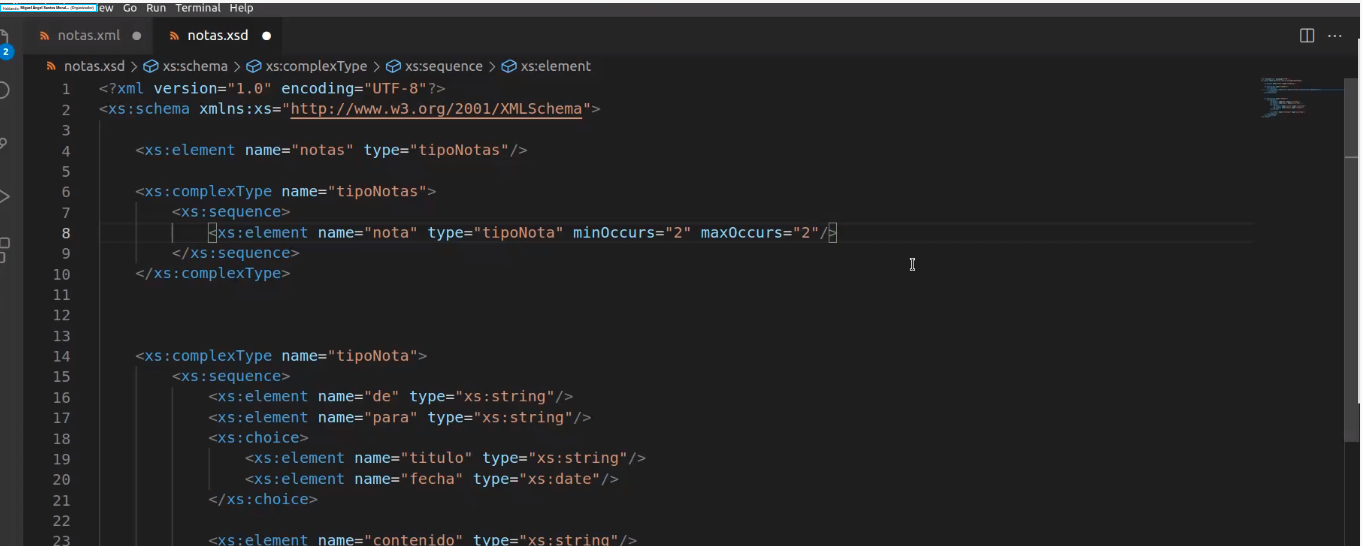 ew Go Run Terminal Help
2
notas.xml notas.xsd
notas.xsd > xs:schema > xs:complexType > xs:sequence > xs:element
1 <?xml version="1.0" encoding="UTF-8"?>
2 <xs:schema xmlns:xs="http://www.w3.org/2001/XMLSchema">
3
4 <xs:element name="notas" type="tipoNotas"/>
5
6 <xs:complexType name="tipoNotas">
7 <xs:sequence>
8 <xs:element name="nota" type="tipoNota" minOccurs="2" maxOccurs="2"/>
9 </xs:sequence>
10 </xs:complexType>
11
12
13
14 <xs:complexType name="tipoNota">
15 <xs:sequence>
16 <xs:element name="de" type="xs:string"/>
17 <xs:element name="para" type="xs:string"/>
18 <xs:choice>
19 <xs:element name="titulo" type="xs:string"/>
20 <xs:element name="fecha" type="xs:date"/>
21 </xs:choice>
22
23 <xs:element name="contenido" type="xs:string"/>